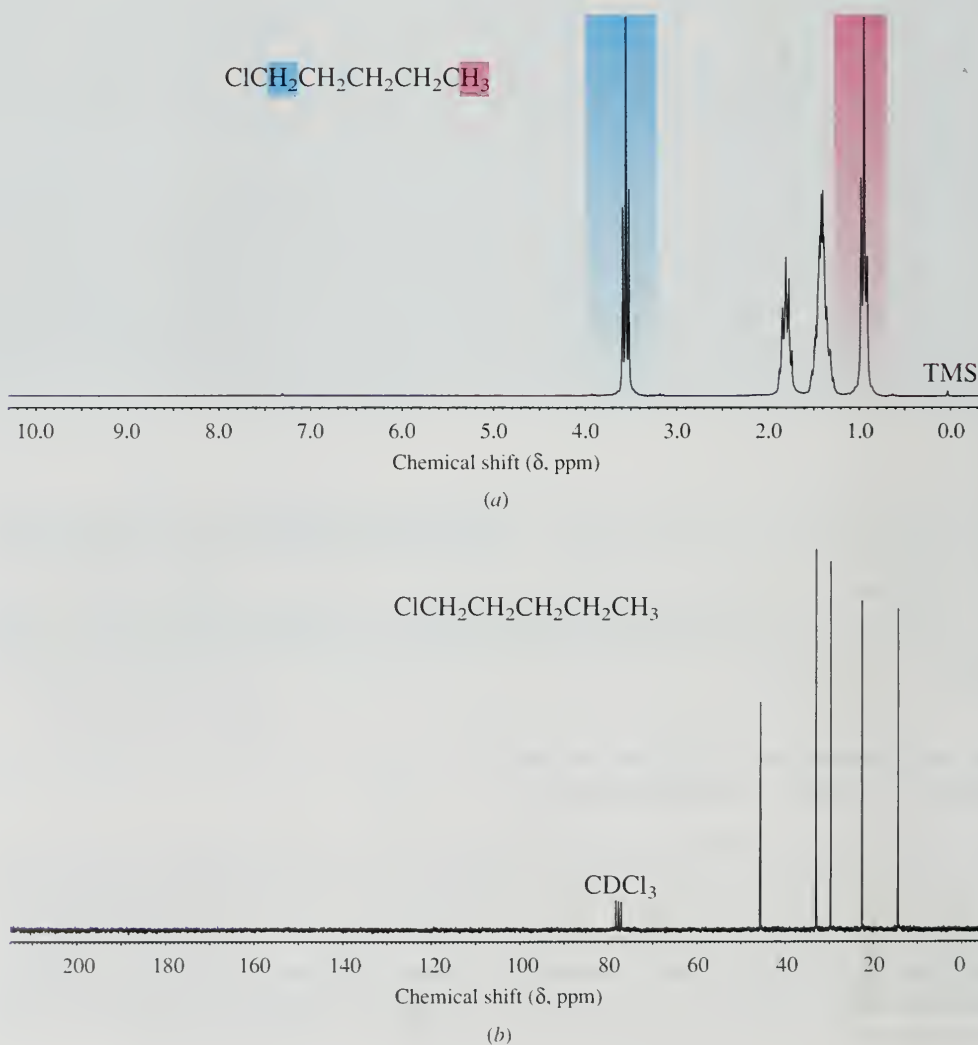 ClCH₂CH₂CH₂CH₂CH₃
TMS
10.0 9.0 8.0 7.0 6.0 5.0 4.0 3.0 2.0 1.0 0.0
Chemical shift (δ, ppm)
(a)
ClCH₂CH₂CH₂CH₂CH₃
CDCl₃
200 180 160 140 120 100 80 60 40 20 0
Chemical shift (δ, ppm)
(b)